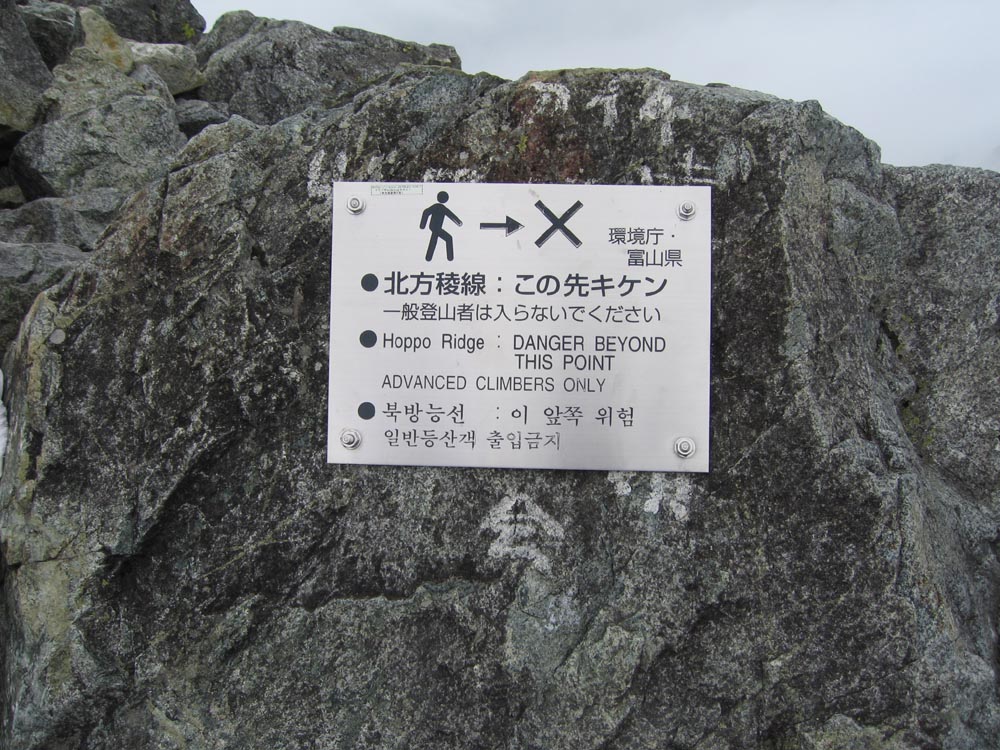 環境庁・
富山県
●北方稜線：この先キケン
一般登山者は入らないでください
●Hoppo Ridge : DANGER BEYOND
THIS POINT
ADVANCED CLIMBERS ONLY
●북방능선 : 이 앞쪽 위험
일반등산객 출입금지